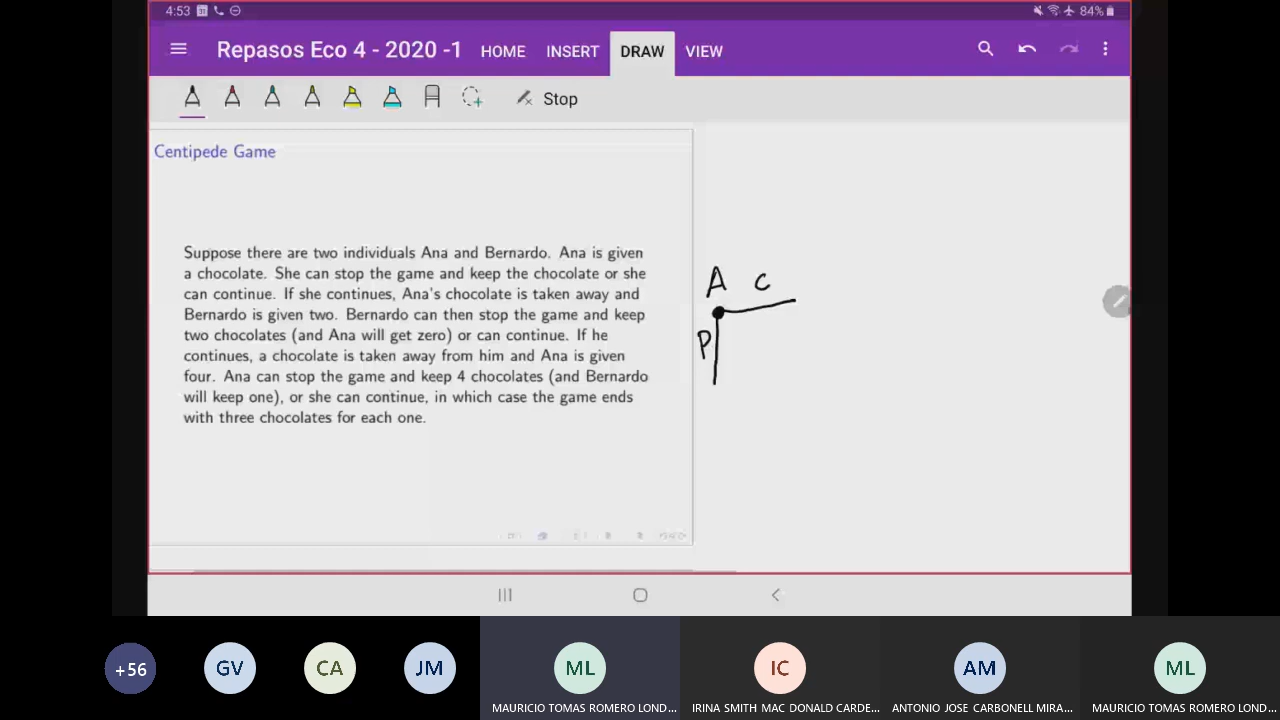 4:53 31 84%
Repasos Eco 4 - 2020 -1 HOME INSERT DRAW VIEW
Stop
Centipede Game
Suppose there are two individuals Ana and Bernardo. Ana is given
a chocolate. She can stop the game and keep the chocolate or she
can continue. If she continues, Ana's chocolate is taken away and
Bernardo is given two. Bernardo can then stop the game and keep
two chocolates (and Ana will get zero) or can continue. If he
continues, a chocolate is taken away from him and Ana is given
four. Ana can stop the game and keep 4 chocolates (and Bernardo
will keep one), or she can continue, in which case the game ends
with three chocolates for each one.
A C
P
+56 GV CA JM ML IC AM ML
MAURICIO TOMAS ROMERO LOND... IRINA SMITH MAC DONALD CARDE... ANTONIO JOSE CARBONELL MIRA... MAURICIO TOMAS ROMERO LOND...